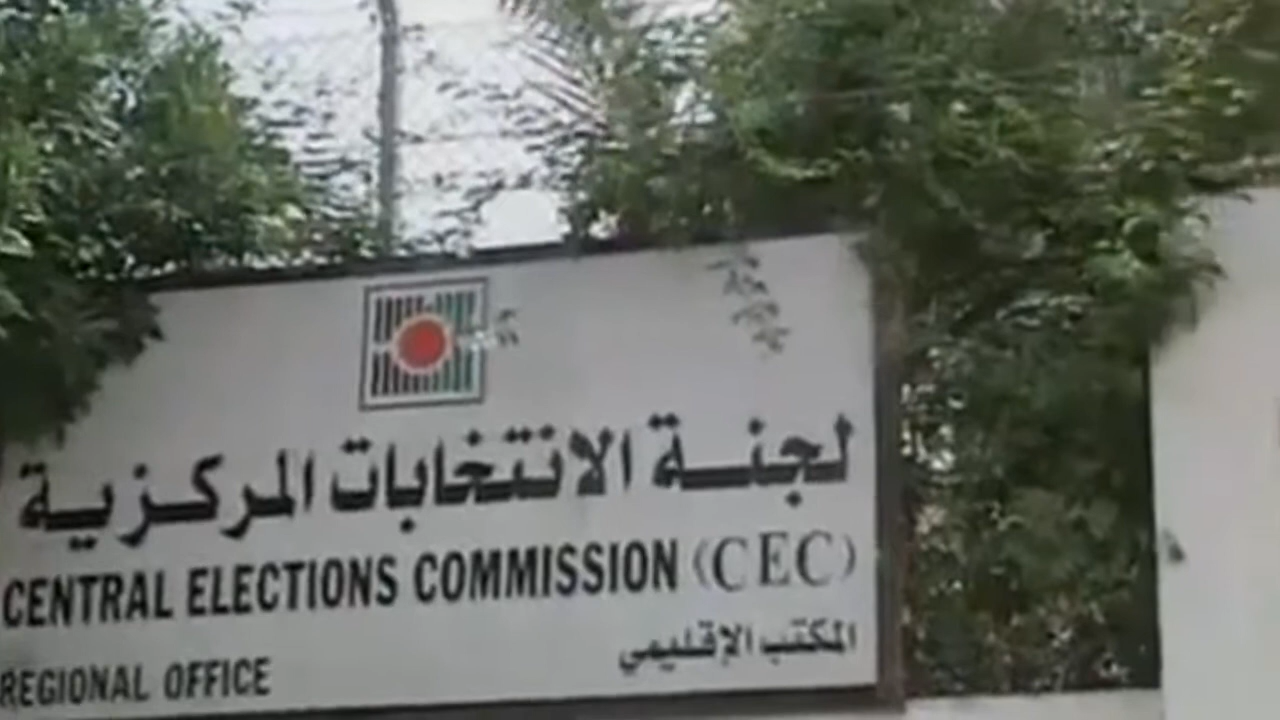 لجنة الانتخابات المركزية
CENTRAL ELECTIONS COMMISSION (CEC)
المكتب الإقليمي
REGIONAL OFFICE